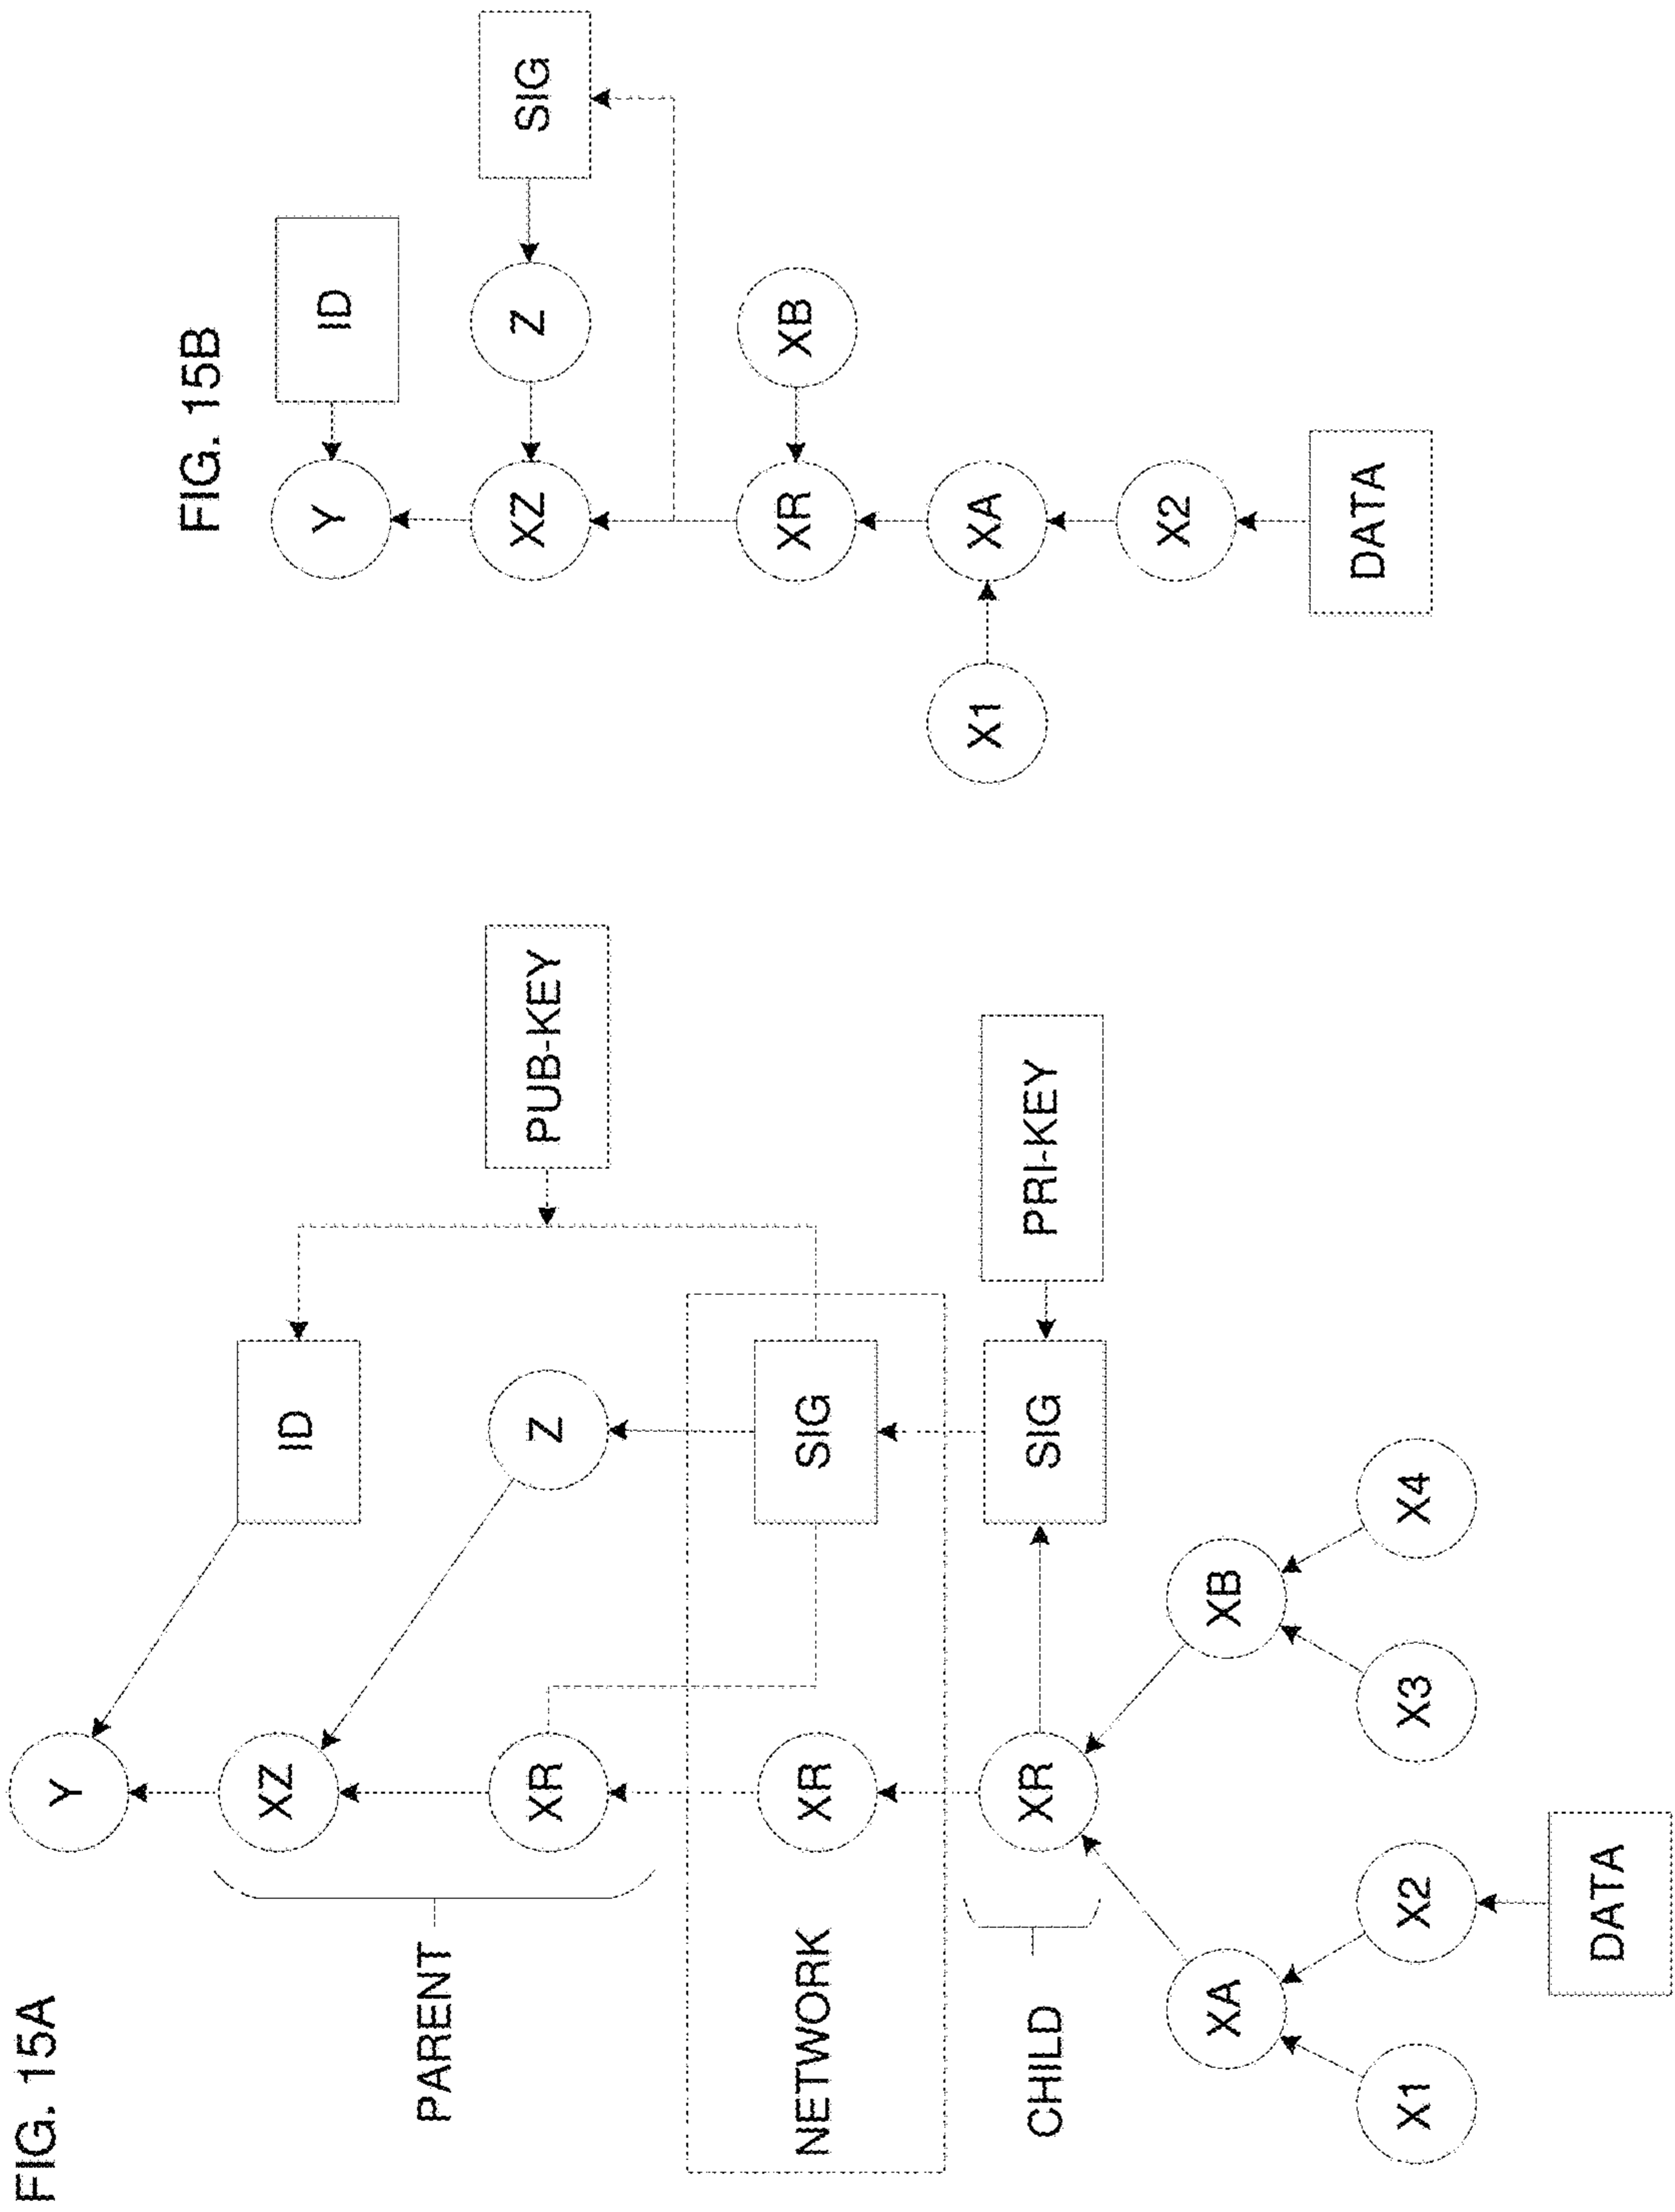 FIG. 15A
Y
XZ
ID
PARENT
XR
Z
PUB-KEY
NETWORK
XR
SIG
CHILD
XR
SIG
PRI-KEY
XA
XB
X1
X2
X3
X4
DATA
FIG. 15B
Y
ID
XZ
Z
SIG
XR
XB
X1
XA
X2
DATA